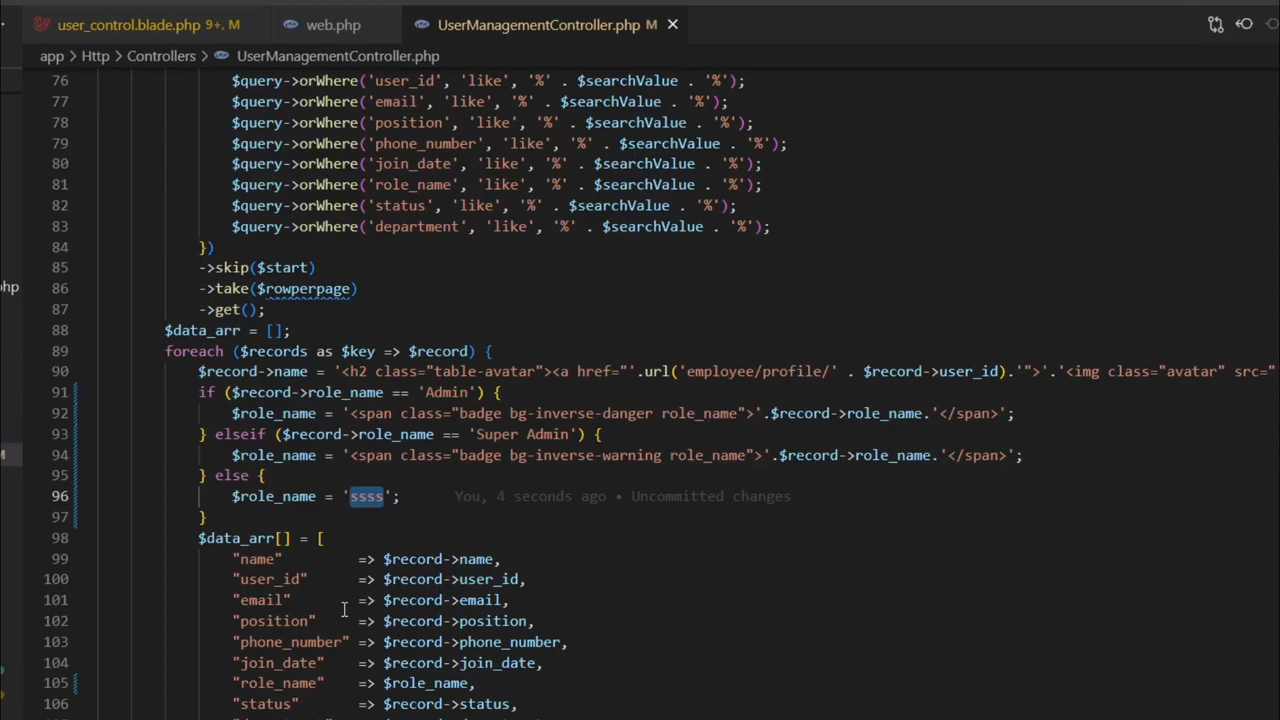 user_control.blade.php 9+, M web.php UserManagementController.php M
app > Http > Controllers > UserManagementController.php
76 $query->orWhere('user_id', 'like', '%' . $searchValue . '%');
77 $query->orWhere('email', 'like', '%' . $searchValue . '%');
78 $query->orWhere('position', 'like', '%' . $searchValue . '%');
79 $query->orWhere('phone_number', 'like', '%' . $searchValue . '%');
80 $query->orWhere('join_date', 'like', '%' . $searchValue . '%');
81 $query->orWhere('role_name', 'like', '%' . $searchValue . '%');
82 $query->orWhere('status', 'like', '%' . $searchValue . '%');
83 $query->orWhere('department', 'like', '%' . $searchValue . '%');
84 })
85 ->skip($start)
php
86 ->take($rowperpage)
87 ->get();
88 $data_arr = [];
89 foreach ($records as $key => $record) {
90 $record->name = '<h2 class="table-avatar"><a href="'.url('employee/profile/' . $record->user_id).'">'.'<img class="avatar" src="
91 if ($record->role_name == 'Admin') {
92 $role_name = '<span class="badge bg-inverse-danger role_name">'.$record->role_name.'</span>';
93 } elseif ($record->role_name == 'Super Admin') {
M
94 $role_name = '<span class="badge bg-inverse-warning role_name">'.$record->role_name.'</span>';
95 } else {
96 $role_name = 'ssss'; You, 4 seconds ago • Uncommitted changes
97 }
98 $data_arr[] = [
99 "name" => $record->name,
100 "user_id" => $record->user_id,
101 "email" => $record->email,
102 "position" => $record->position,
103 "phone_number" => $record->phone_number,
104 "join_date" => $record->join_date,
105 "role_name" => $role_name,
106 "status" => $record->status,